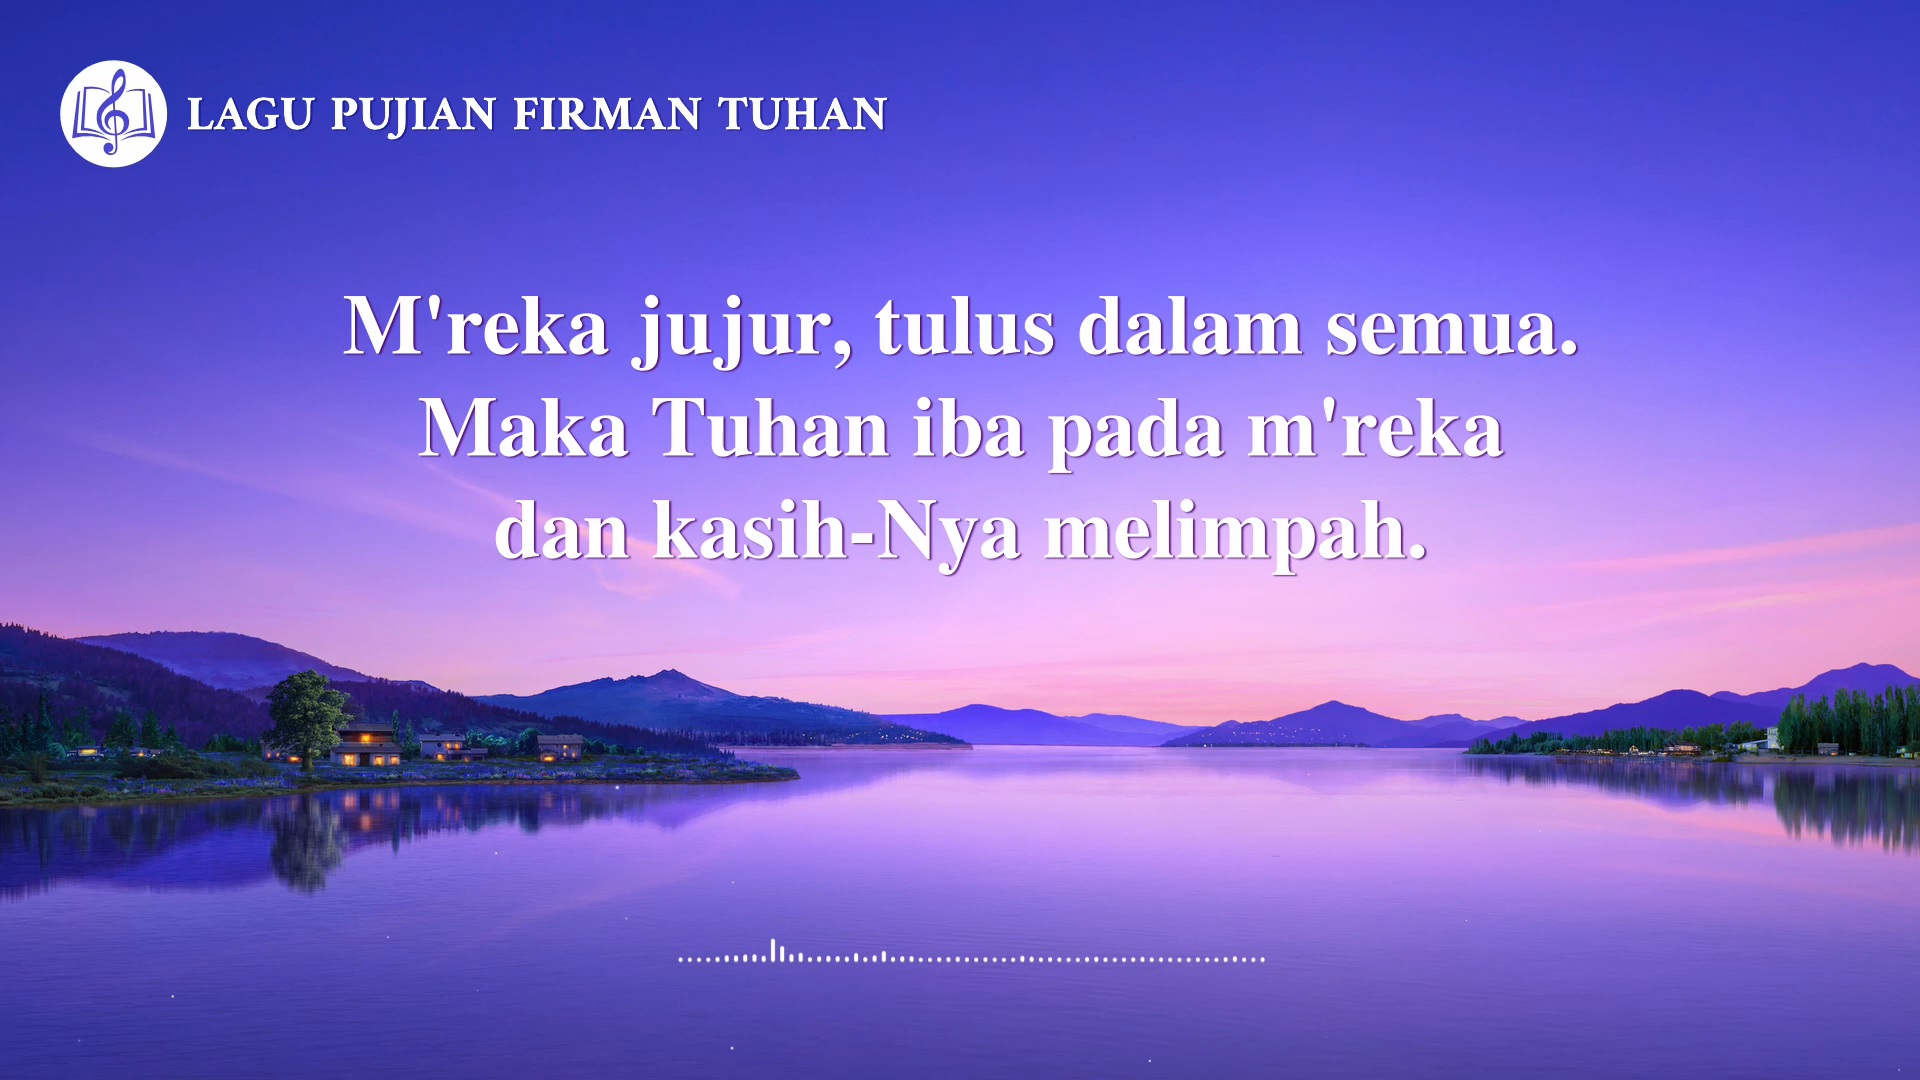 LAGU PUJIAN FIRMAN TUHAN
M'reka jujur, tulus dalam semua.
Maka Tuhan iba pada m'reka
dan kasih-Nya melimpah.